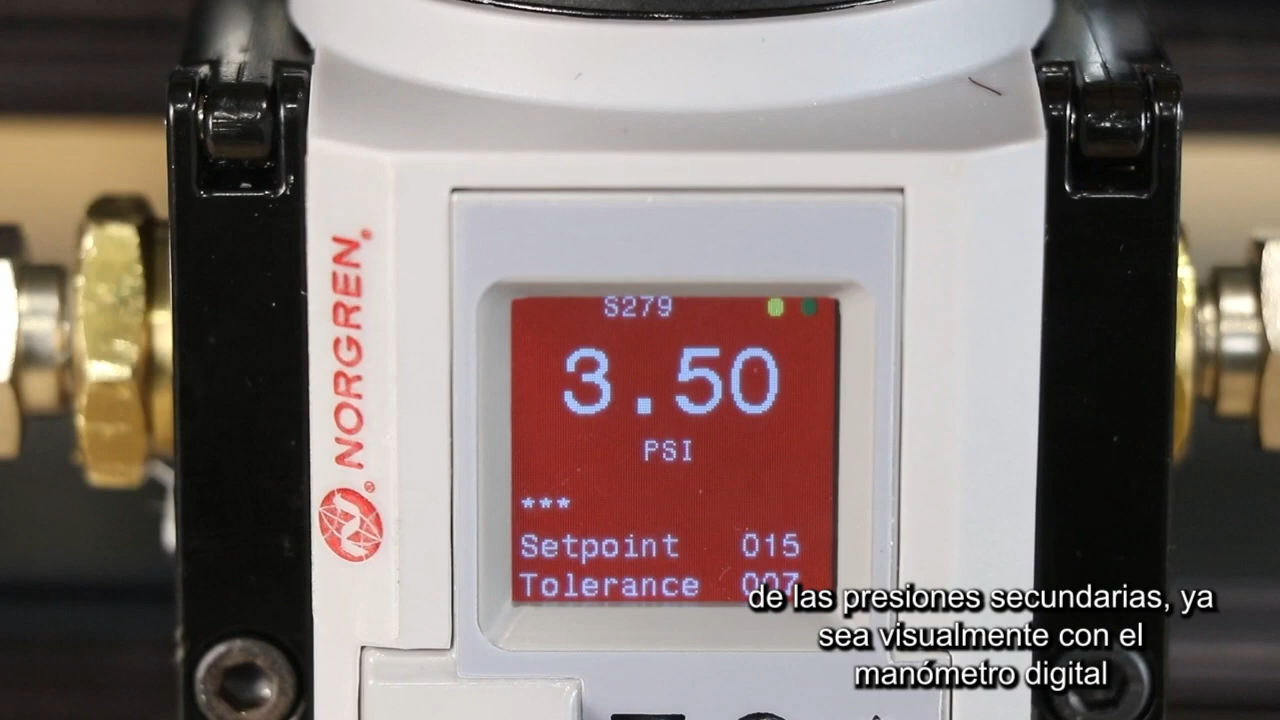 NORGREN
S279
3.50
PSI
***
Setpoint 015
Tolerance 007
de las presiones secundarias, ya
sea visualmente con el
manómetro digital